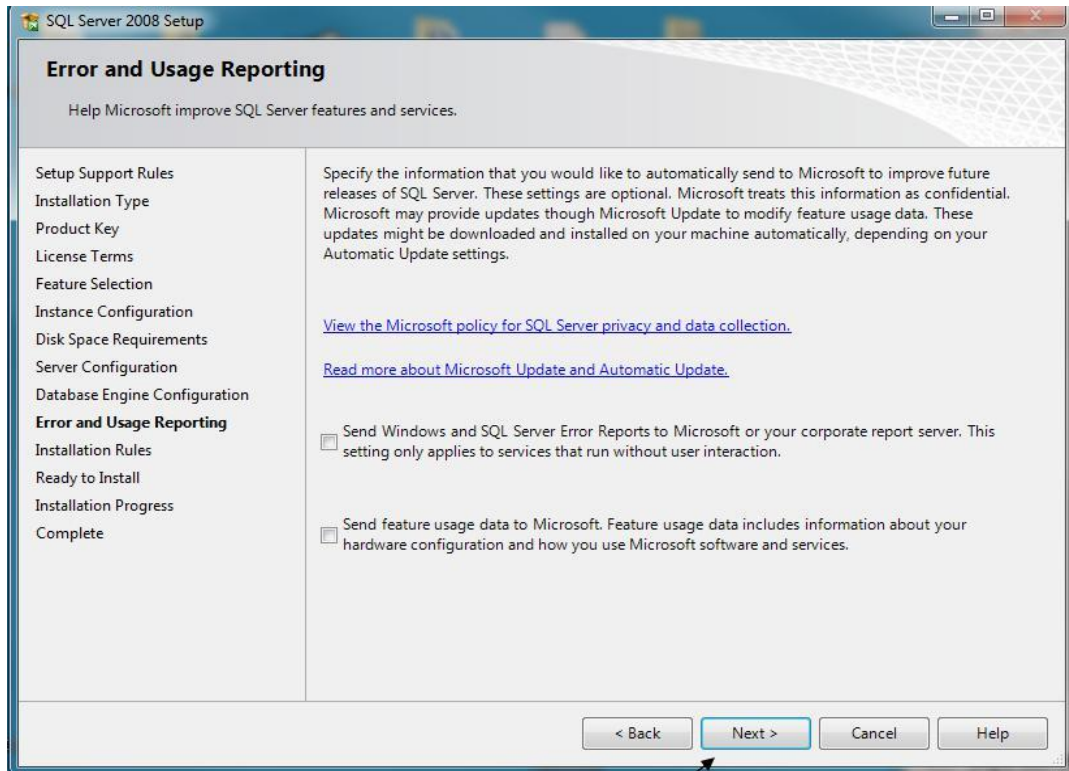 SQL Server 2008 Setup
Error and Usage Reporting
Help Microsoft improve SQL Server features and services.
Setup Support Rules
Installation Type
Product Key
License Terms
Feature Selection
Instance Configuration
Disk Space Requirements
Server Configuration
Database Engine Configuration
Error and Usage Reporting
Installation Rules
Ready to Install
Installation Progress
Complete
Specify the information that you would like to automatically send to Microsoft to improve future
releases of SQL Server. These settings are optional. Microsoft treats this information as confidential.
Microsoft may provide updates though Microsoft Update to modify feature usage data. These
updates might be downloaded and installed on your machine automatically, depending on your
Automatic Update settings.
View the Microsoft policy for SQL Server privacy and data collection.
Read more about Microsoft Update and Automatic Update.
Send Windows and SQL Server Error Reports to Microsoft or your corporate report server. This
setting only applies to services that run without user interaction.
Send feature usage data to Microsoft. Feature usage data includes information about your
hardware configuration and how you use Microsoft software and services.
< Back
Next >
Cancel
Help